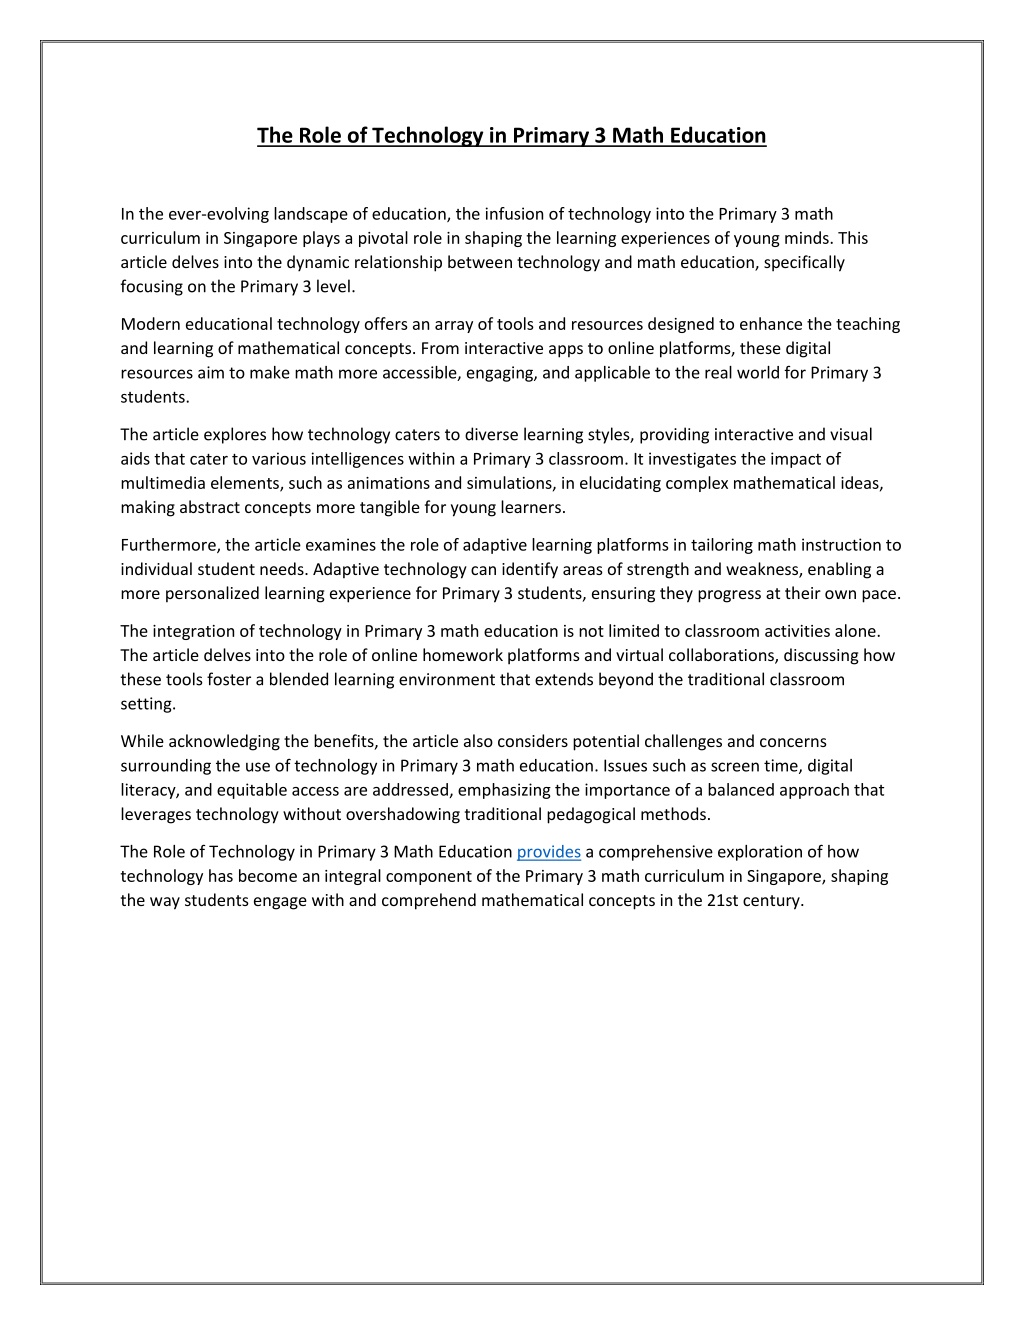 The Role of Technology in Primary 3 Math Education
In the ever-evolving landscape of education, the infusion of technology into the Primary 3 math
curriculum in Singapore plays a pivotal role in shaping the learning experiences of young minds. This
article delves into the dynamic relationship between technology and math education, specifically
focusing on the Primary 3 level.
Modern educational technology offers an array of tools and resources designed to enhance the teaching
and learning of mathematical concepts. From interactive apps to online platforms, these digital
resources aim to make math more accessible, engaging, and applicable to the real world for Primary 3
students.
The article explores how technology caters to diverse learning styles, providing interactive and visual
aids that cater to various intelligences within a Primary 3 classroom. It investigates the impact of
multimedia elements, such as animations and simulations, in elucidating complex mathematical ideas,
making abstract concepts more tangible for young learners.
Furthermore, the article examines the role of adaptive learning platforms in tailoring math instruction to
individual student needs. Adaptive technology can identify areas of strength and weakness, enabling a
more personalized learning experience for Primary 3 students, ensuring they progress at their own pace.
The integration of technology in Primary 3 math education is not limited to classroom activities alone.
The article delves into the role of online homework platforms and virtual collaborations, discussing how
these tools foster a blended learning environment that extends beyond the traditional classroom
setting.
While acknowledging the benefits, the article also considers potential challenges and concerns
surrounding the use of technology in Primary 3 math education. Issues such as screen time, digital
literacy, and equitable access are addressed, emphasizing the importance of a balanced approach that
leverages technology without overshadowing traditional pedagogical methods.
The Role of Technology in Primary 3 Math Education provides a comprehensive exploration of how
technology has become an integral component of the Primary 3 math curriculum in Singapore, shaping
the way students engage with and comprehend mathematical concepts in the 21st century.